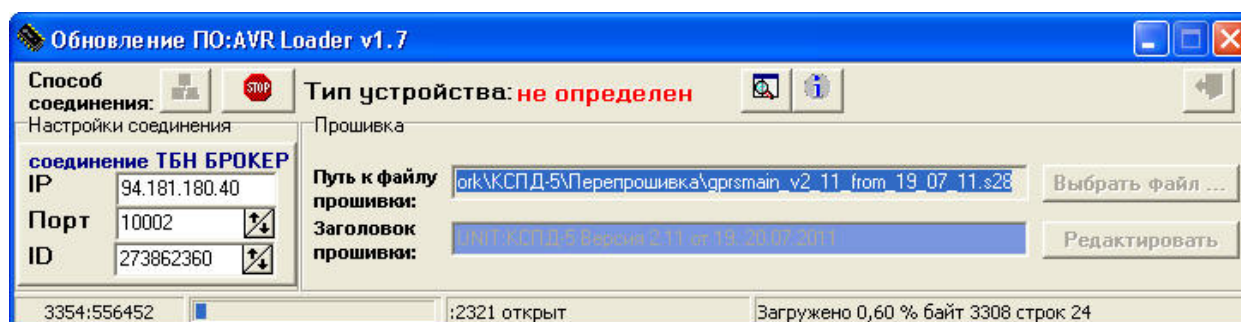 Обновление ПО:AVR Loader v1.7
Способ соединения:
STOP
Тип устройства: не определен
Настройки соединения
соединение ТБН БРОКЕР
IP 94.181.180.40
Порт 10002
ID 273862360
Прошивка
Путь к файлу прошивки: ork\КСПД-5\Перепрошивка\gprsmain_v2_11_from_19_07_11.s28 Выбрать файл ...
Заголовок прошивки: UNIT:КСПД-5 Версия 2.11 от 19. 20.07.2011 Редактировать
3354:556452 :2321 открыт Загружено 0,60 % байт 3308 строк 24